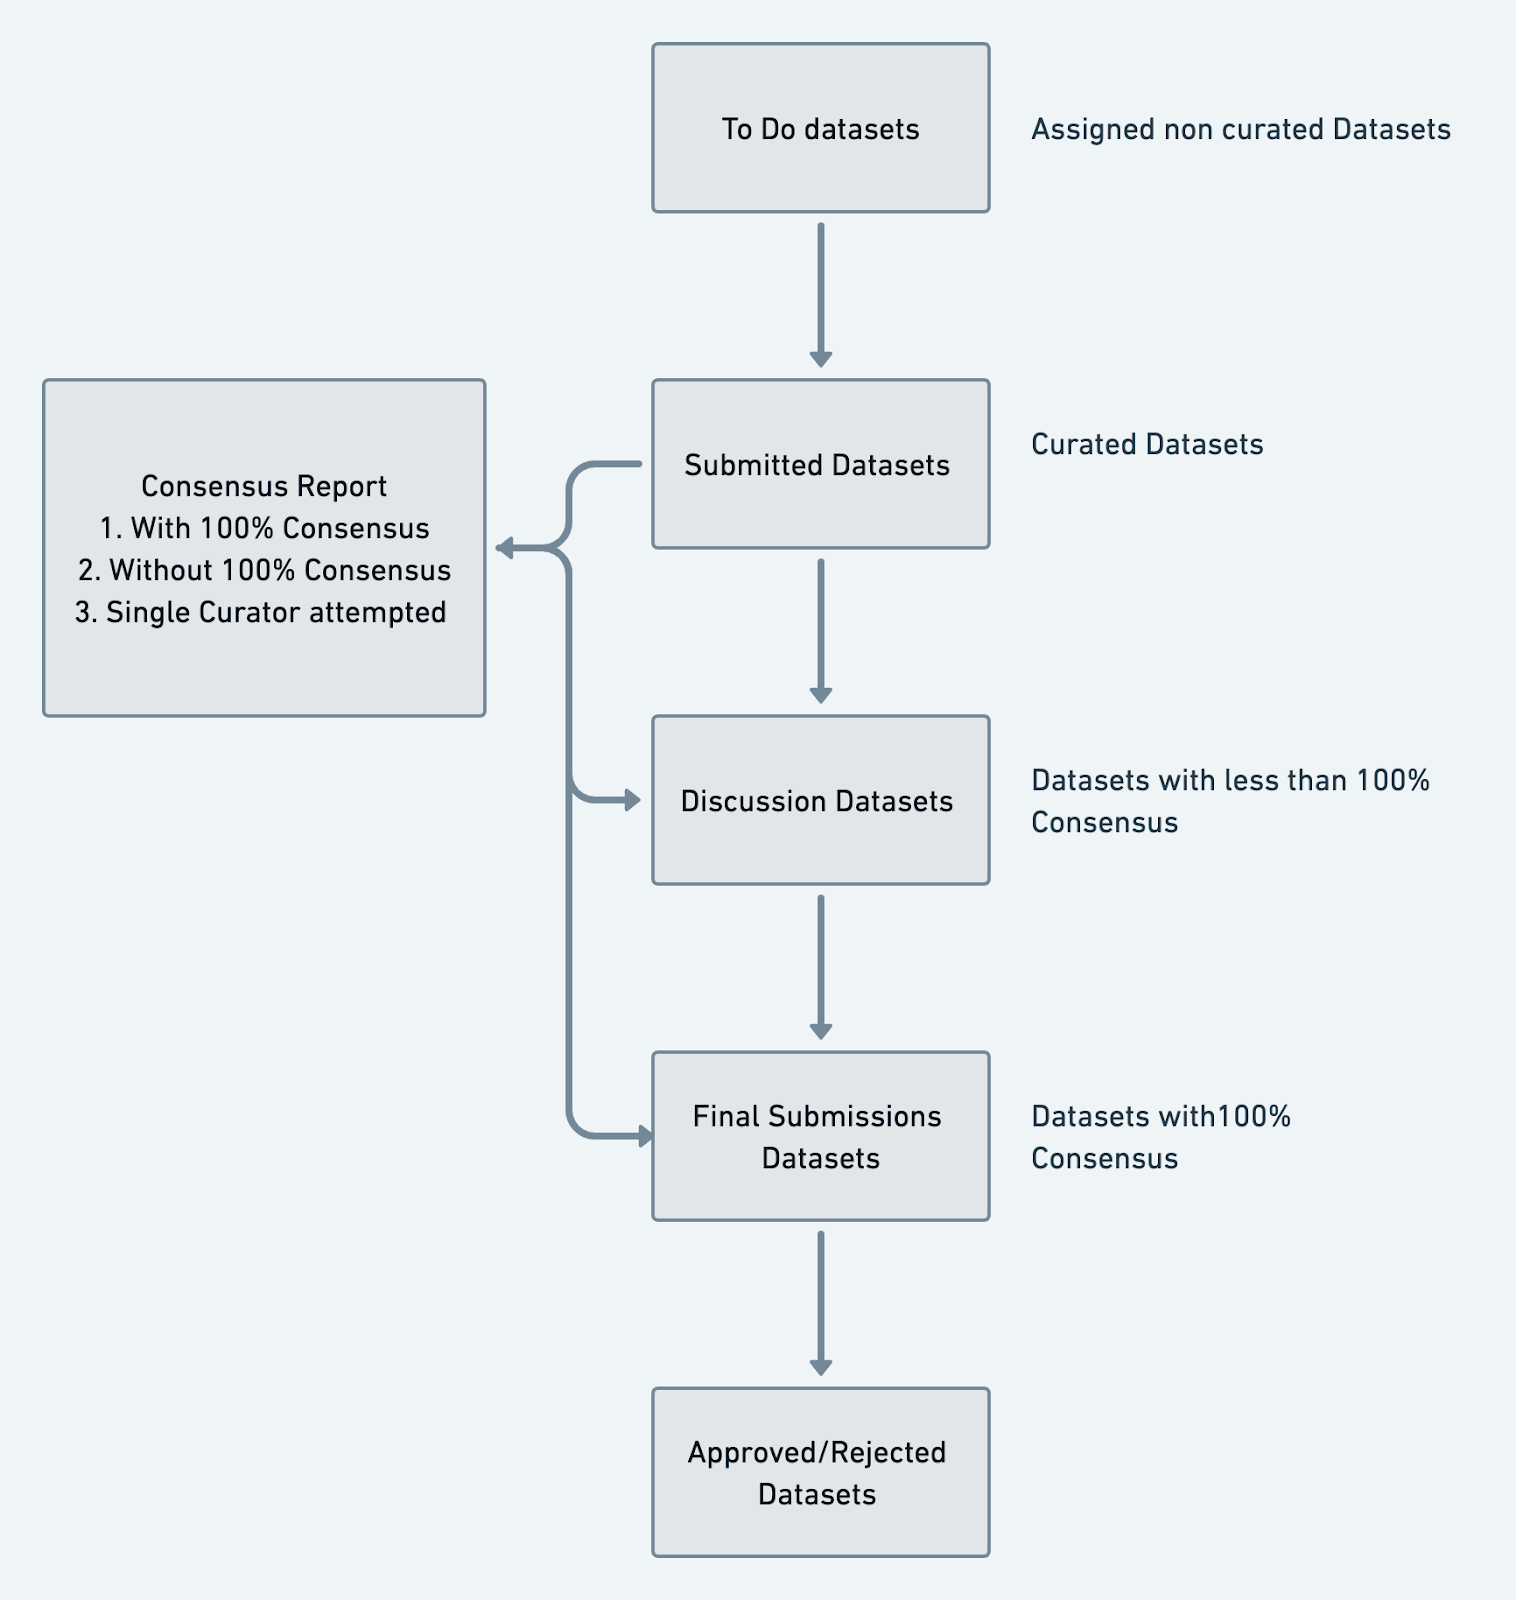 To Do datasets
Assigned non curated Datasets
Submitted Datasets
Curated Datasets
Consensus Report
1. With 100% Consensus
2. Without 100% Consensus
3. Single Curator attempted
Discussion Datasets
Datasets with less than 100%
Consensus
Final Submissions
Datasets
Datasets with100%
Consensus
Approved/Rejected
Datasets